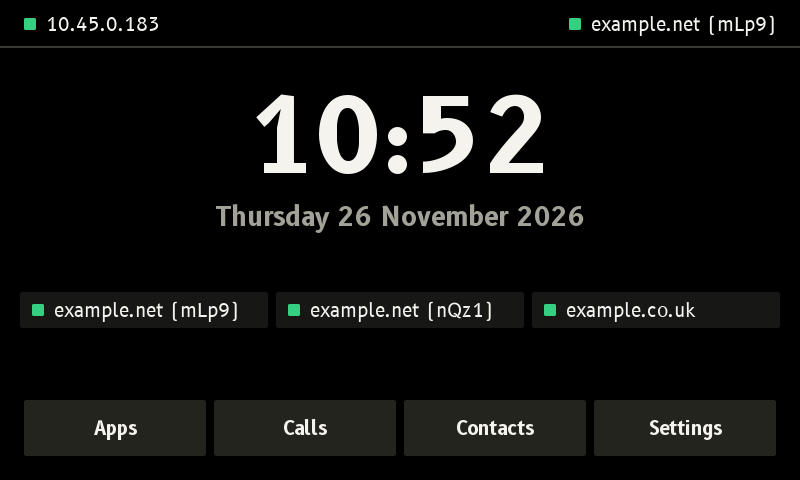 10.45.0.183
example.net (mLp9)
10:52
Thursday 26 November 2026
example.net (mLp9)
example.net (nQz1)
example.co.uk
Apps
Calls
Contacts
Settings